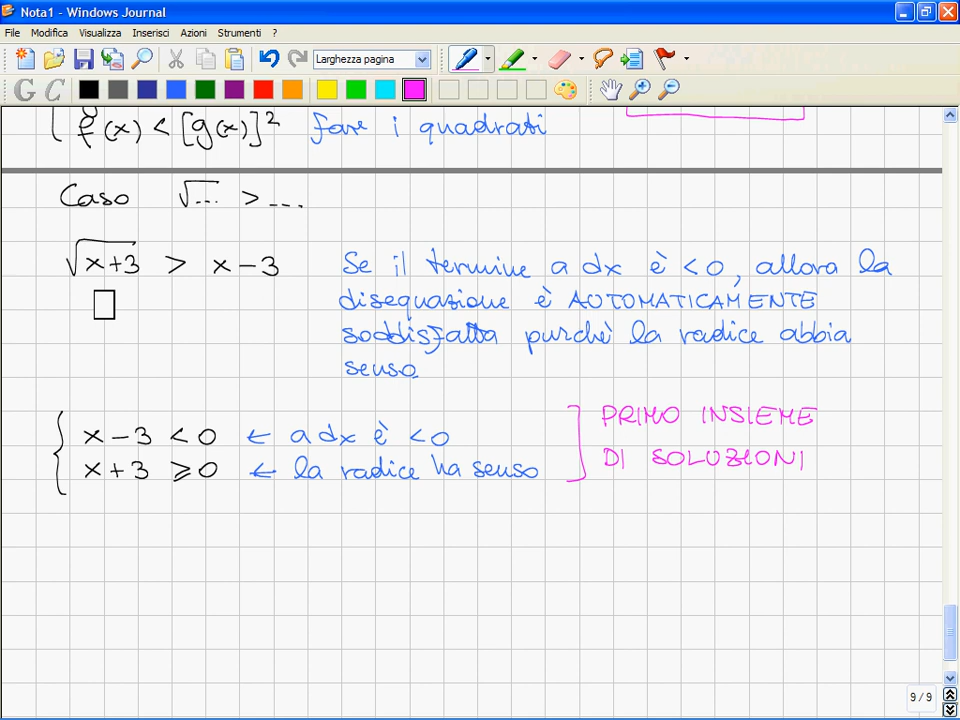 Nota1 - Windows Journal
File Modifica Visualizza Inserisci Azioni Strumenti ?
Larghezza pagina
G C
f(x) < [g(x)]² fare i quadrati
Caso √... > ...
√x+3 > x-3 Se il termine a dx è <0, allora la
disequazione è AUTOMATICAMENTE
soddisfatta purchè la radice abbia
senso.
x-3 < 0 ← a dx è <0
x+3 ⩾ 0 ← la radice ha senso
PRIMO INSIEME
DI SOLUZIONI
9/9